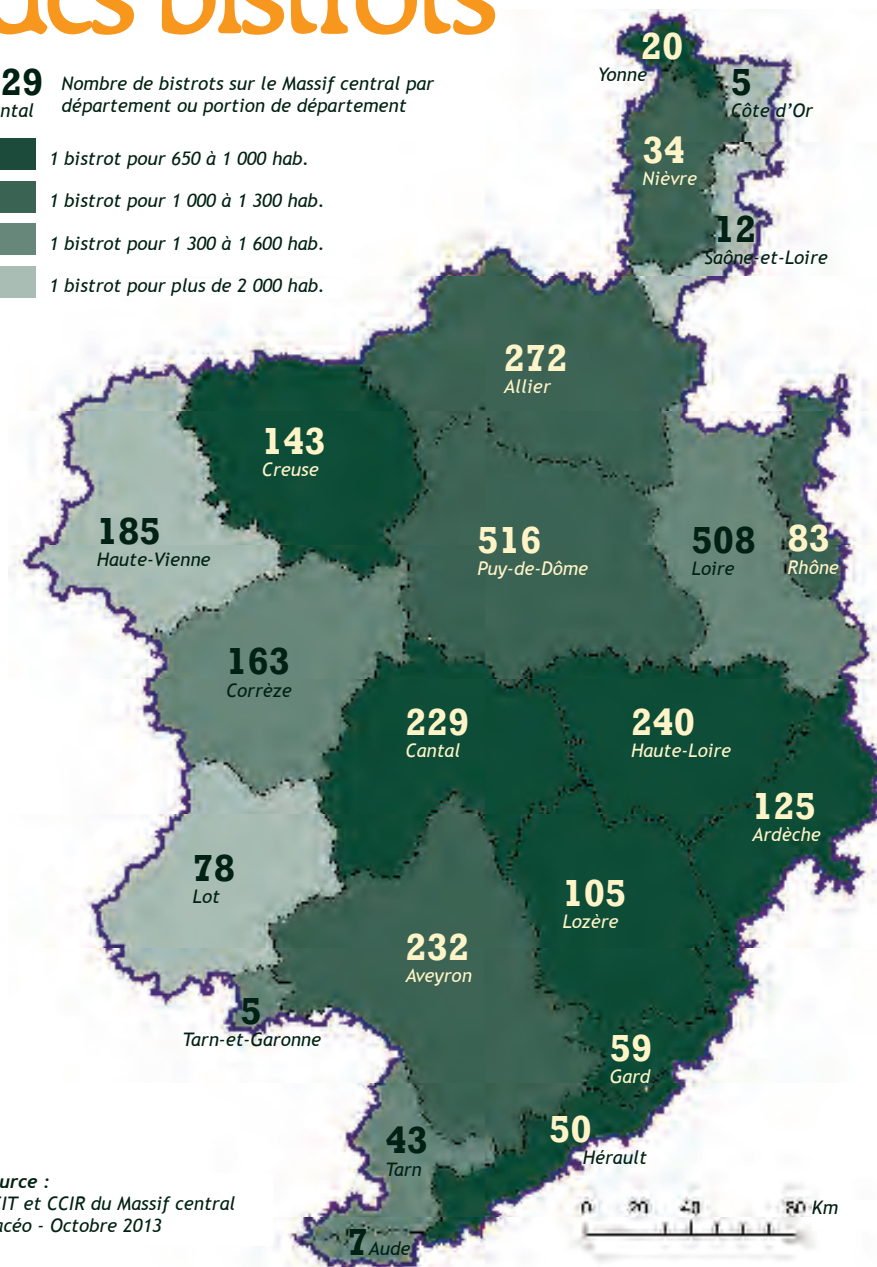 des bistrots
29
ntal
Nombre de bistrots sur le Massif central par
département ou portion de département
1 bistrot pour 650 à 1 000 hab.
1 bistrot pour 1 000 à 1 300 hab.
1 bistrot pour 1 300 à 1 600 hab.
1 bistrot pour plus de 2 000 hab.
20
Yonne
5
Côte d'Or
34
Nièvre
12
Saône-et-Loire
272
Allier
143
Creuse
185
Haute-Vienne
516
Puy-de-Dôme
508
Loire
83
Rhône
163
Corrèze
229
Cantal
240
Haute-Loire
125
Ardèche
78
Lot
105
Lozère
232
Aveyron
5
Tarn-et-Garonne
59
Gard
50
Hérault
43
Tarn
7 Aude
urce :
IT et CCIR du Massif central
acéo - Octobre 2013
0 20 40 80 Km